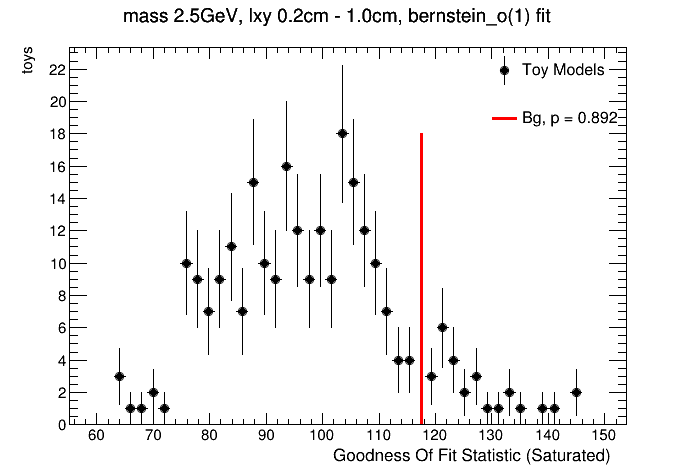 mass 2.5GeV, lxy 0.2cm - 1.0cm, bernstein_o(1) fit
toys
22
20
18
16
14
12
10
8
6
4
2
0
Toy Models
Bg, p = 0.892
60 70 80 90 100 110 120 130 140 150
Goodness Of Fit Statistic (Saturated)